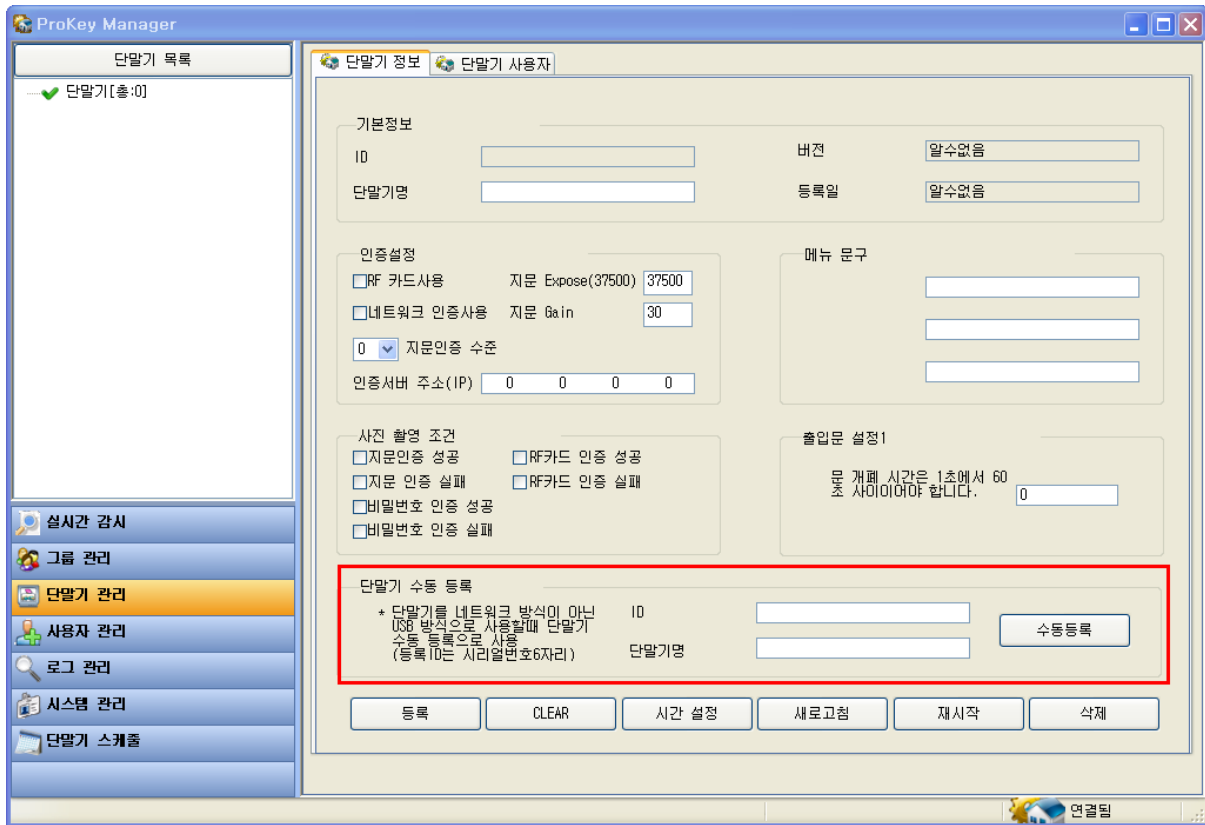 ProKey Manager
단말기 목록
단말기[총:0]
실시간 감시
그룹 관리
단말기 관리
사용자 관리
로그 관리
시스템 관리
단말기 스케줄
단말기 정보
단말기 사용자
기본정보
ID
버전
알수없음
단말기명
등록일
알수없음
인증설정
RF 카드사용
지문 Expose(37500)
37500
네트워크 인증사용
지문 Gain
30
0
지문인증 수준
인증서버 주소(IP)
0 0 0 0
메뉴 문구
사진 촬영 조건
지문인증 성공
RF카드 인증 성공
지문 인증 실패
RF카드 인증 실패
비밀번호 인증 성공
비밀번호 인증 실패
출입문 설정1
문 개폐 시간은 1초에서 60
초 사이이어야 합니다.
0
단말기 수동 등록
* 단말기를 네트워크 방식이 아닌
USB 방식으로 사용할때 단말기
수동 등록으로 사용
(등록ID는 시리얼번호6자리)
ID
단말기명
수동등록
등록
CLEAR
시간 설정
새로고침
재시작
삭제
연결됨